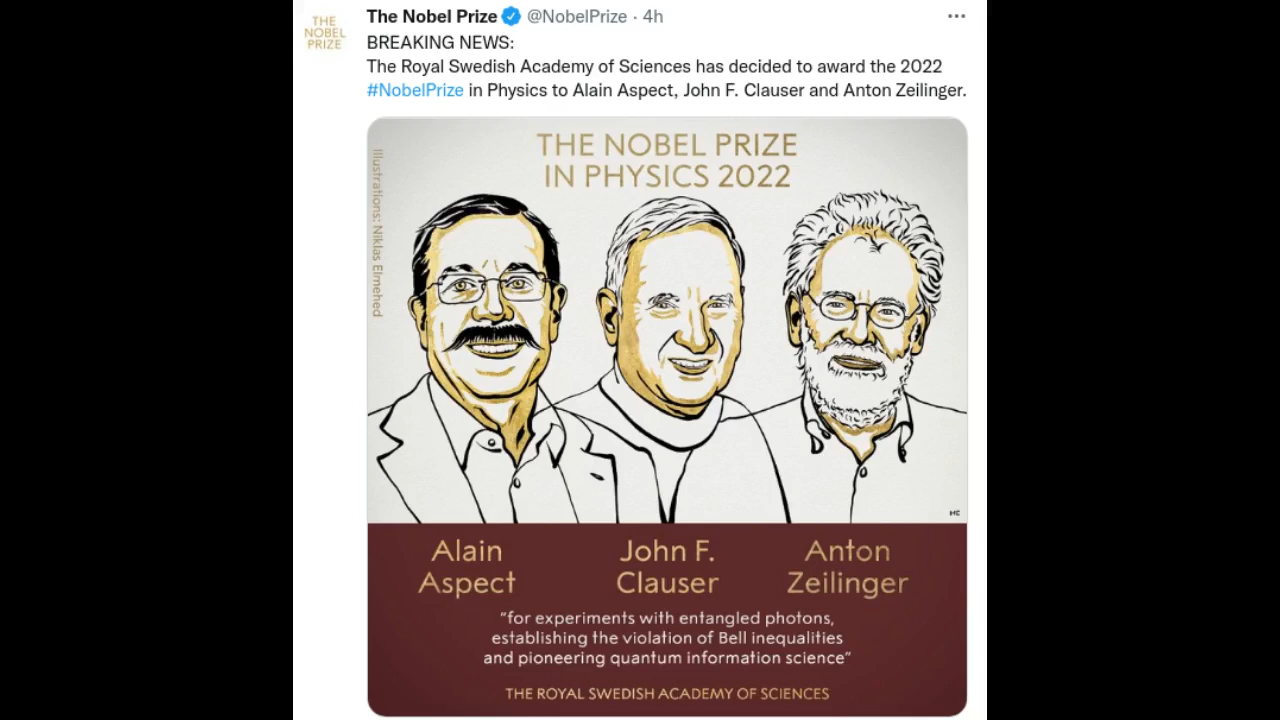 THE
NOBEL
PRIZE
The Nobel Prize @NobelPrize · 4h
BREAKING NEWS:
The Royal Swedish Academy of Sciences has decided to award the 2022
#NobelPrize in Physics to Alain Aspect, John F. Clauser and Anton Zeilinger.
THE NOBEL PRIZE
IN PHYSICS 2022
Illustrations: Niklas Elmehed
Alain
Aspect
John F.
Clauser
Anton
Zeilinger
“for experiments with entangled photons,
establishing the violation of Bell inequalities
and pioneering quantum information science”
THE ROYAL SWEDISH ACADEMY OF SCIENCES